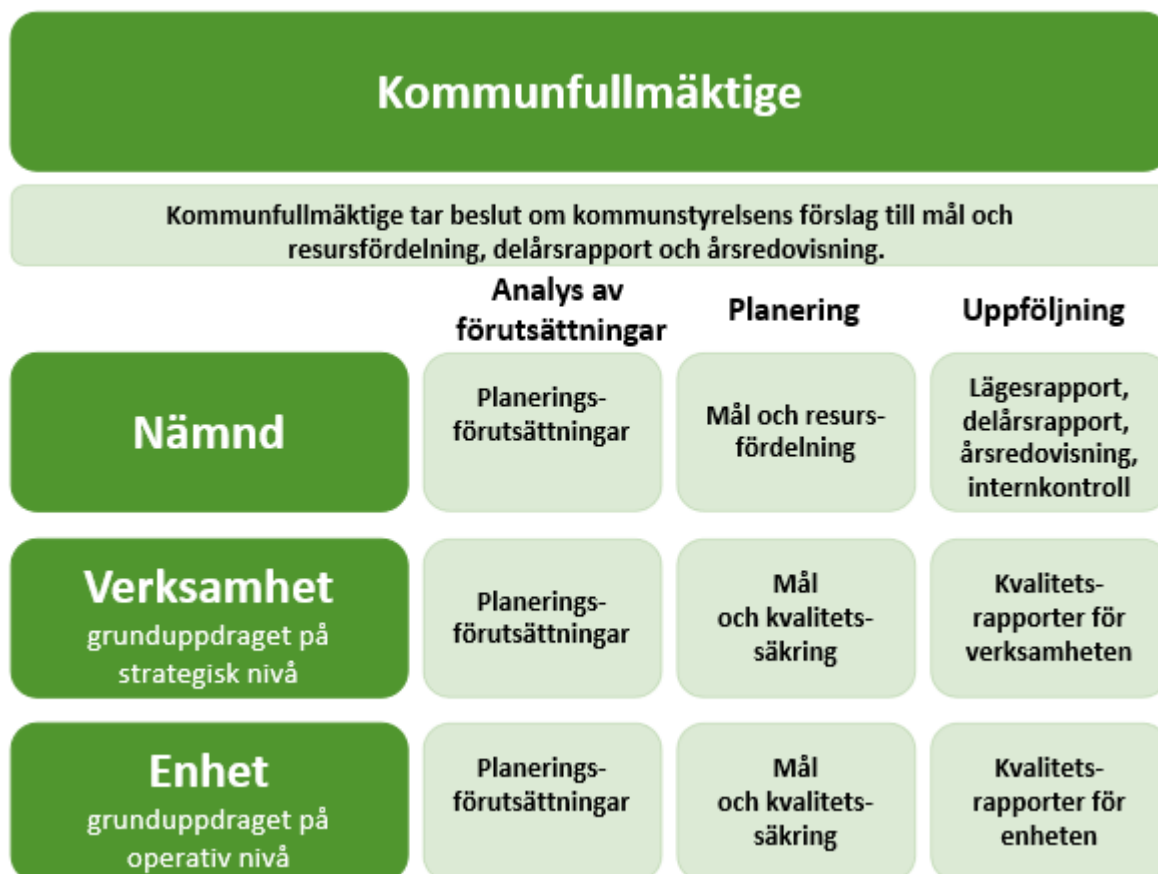 Kommunfullmäktige
Kommunfullmäktige tar beslut om kommunstyrelsens förslag till mål och
resursfördelning, delårsrapport och årsredovisning.
Analys av
förutsättningar
Planering
Uppföljning
Nämnd
Planerings-
förutsättningar
Mål och resurs-
fördelning
Lägesrapport,
delårsrapport,
årsredovisning,
internkontroll
Verksamhet
grunduppdraget på
strategisk nivå
Planerings-
förutsättningar
Mål
och kvalitets-
säkring
Kvalitets-
rapporter för
verksamheten
Enhet
grunduppdraget på
operativ nivå
Planerings-
förutsättningar
Mål
och kvalitets-
säkring
Kvalitets-
rapporter för
enheten